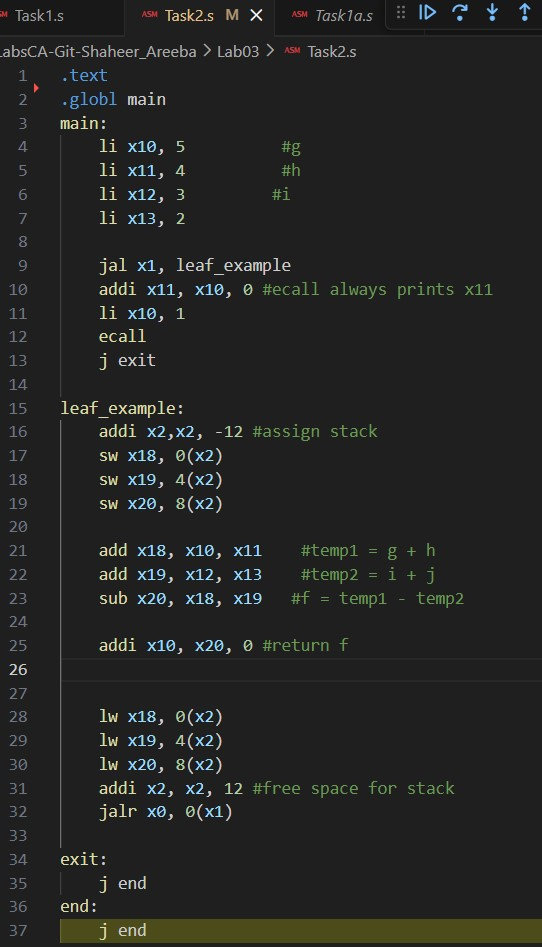 ASM Task1.s ASM Task2.s M ASM Task1a.s
LabsCA-Git-Shaheer_Areeba > Lab03 > ASM Task2.s
1 .text
2 .globl main
3 main:
4 li x10, 5 #g
5 li x11, 4 #h
6 li x12, 3 #i
7 li x13, 2
8
9 jal x1, leaf_example
10 addi x11, x10, 0 #ecall always prints x11
11 li x10, 1
12 ecall
13 j exit
14
15 leaf_example:
16 addi x2,x2, -12 #assign stack
17 sw x18, 0(x2)
18 sw x19, 4(x2)
19 sw x20, 8(x2)
20
21 add x18, x10, x11 #temp1 = g + h
22 add x19, x12, x13 #temp2 = i + j
23 sub x20, x18, x19 #f = temp1 - temp2
24
25 addi x10, x20, 0 #return f
26
27
28 lw x18, 0(x2)
29 lw x19, 4(x2)
30 lw x20, 8(x2)
31 addi x2, x2, 12 #free space for stack
32 jalr x0, 0(x1)
33
34 exit:
35 j end
36 end:
37 j end